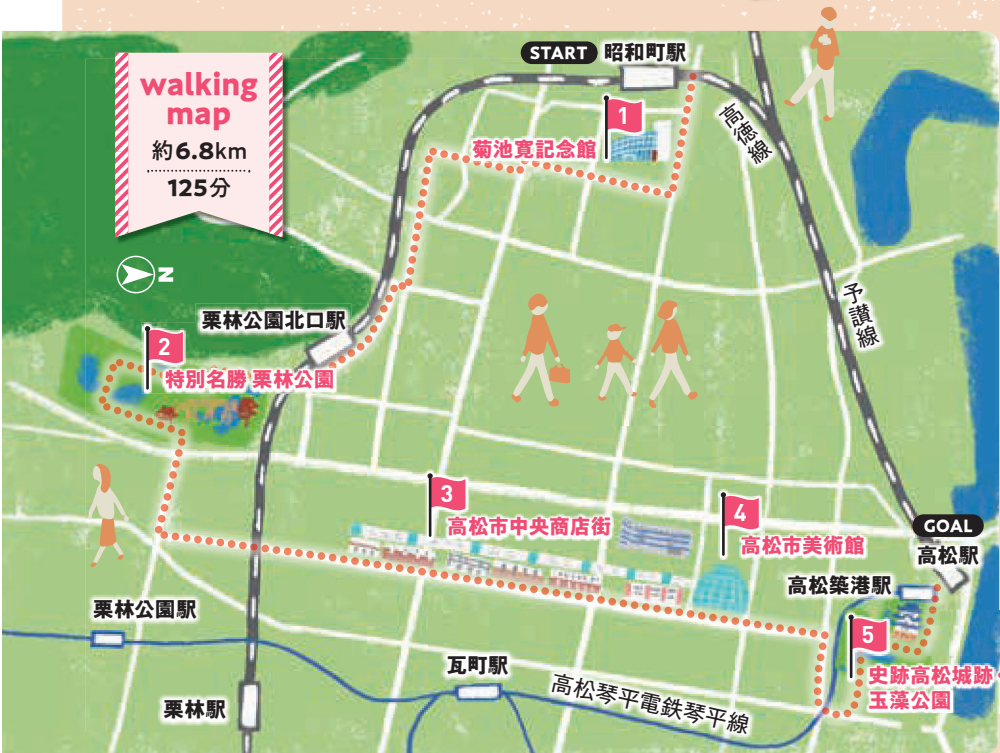 walking
map
約6.8km
125分
N
START 昭和町駅
1
菊池寛記念館
高徳線
予讃線
栗林公園北口駅
2
特別名勝 栗林公園
3
高松市中央商店街
4
高松市美術館
GOAL
高松駅
高松築港駅
5
史跡高松城跡・
玉藻公園
栗林公園駅
瓦町駅
高松琴平電鉄琴平線
栗林駅